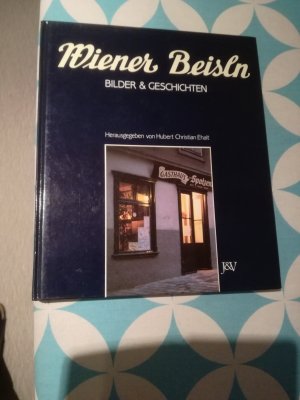 Wiener Beisln
BILDER & GESCHICHTEN
Herausgegeben von Hubert Christian Ehalt
GASTHAUS
J&V